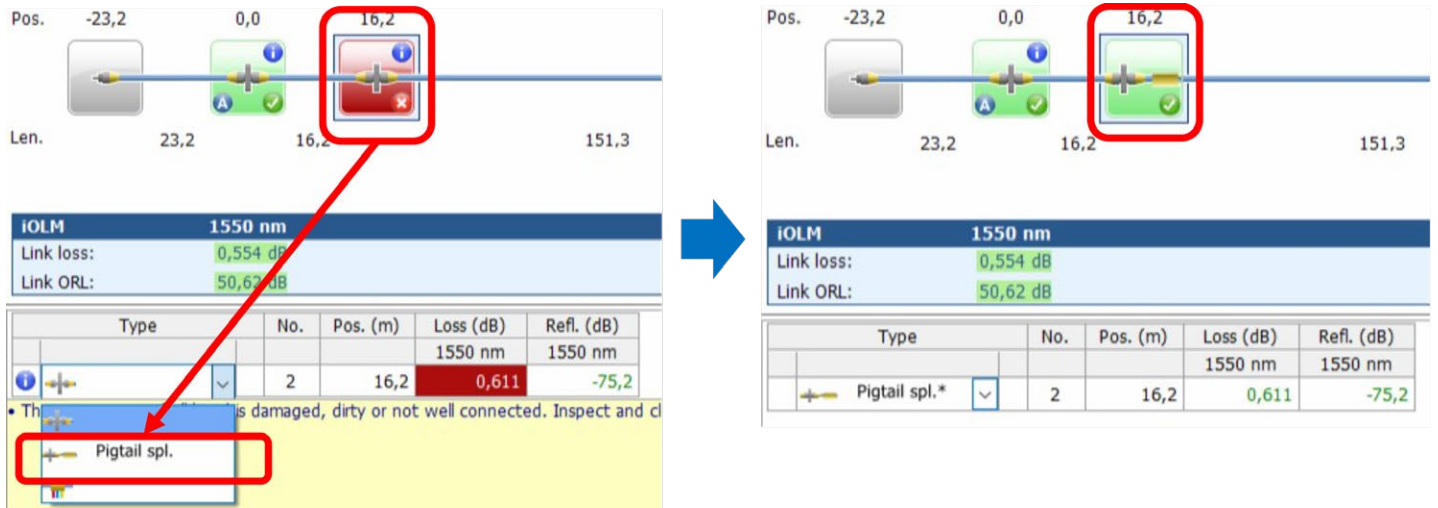 Pos. -23,2 0,0 16,2
A
Len. 23,2 16,2 151,3
iOLM 1550 nm
Link loss: 0,554 dB
Link ORL: 50,62 dB
Type No. Pos. (m) Loss (dB) Refl. (dB)
1550 nm 1550 nm
2 16,2 0,611 -75,2
• Th is damaged, dirty or not well connected. Inspect and cl
Pigtail spl.
Pos. -23,2 0,0 16,2
A
Len. 23,2 16,2 151,3
iOLM 1550 nm
Link loss: 0,554 dB
Link ORL: 50,62 dB
Type No. Pos. (m) Loss (dB) Refl. (dB)
1550 nm 1550 nm
Pigtail spl.* 2 16,2 0,611 -75,2